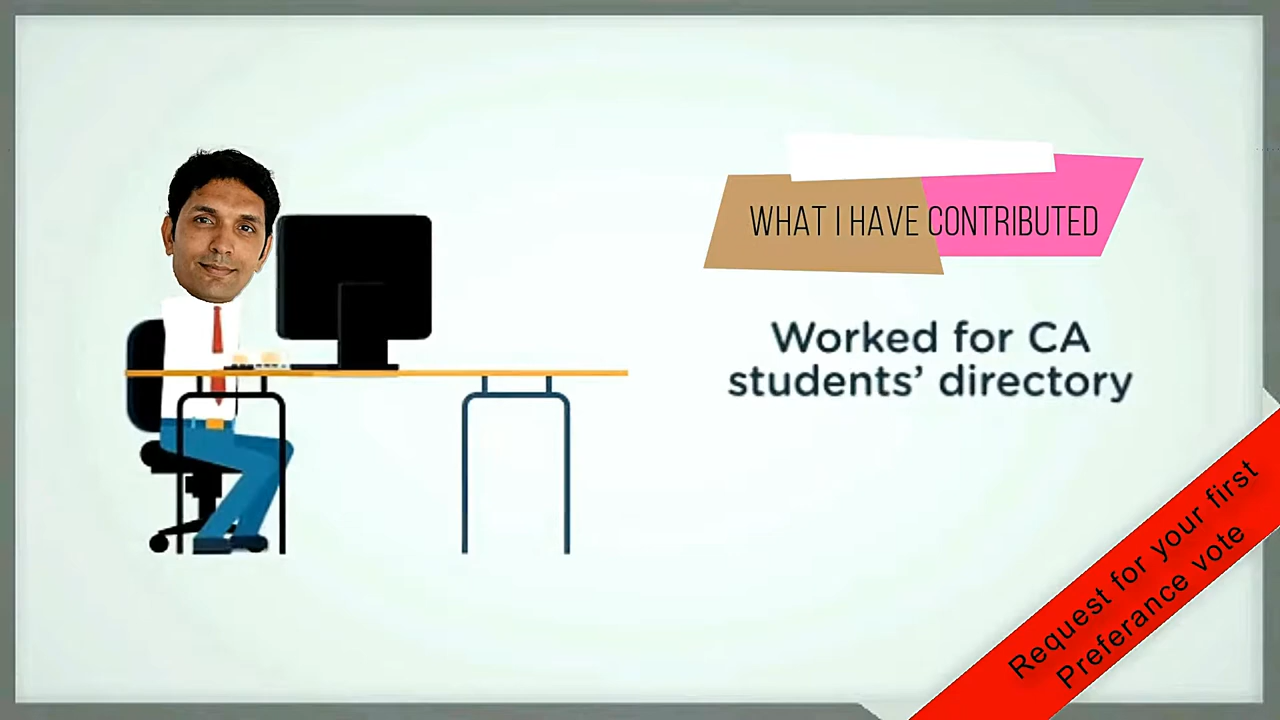 WHAT I HAVE CONTRIBUTED
Worked for CA
students’ directory
Request for your first
Preferance vote